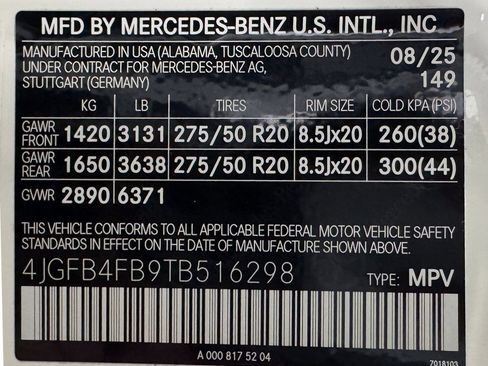 MFD BY MERCEDES-BENZ U.S. INTL., INC
MANUFACTURED IN USA (ALABAMA, TUSCALOOSA COUNTY) 08/25
UNDER CONTRACT FOR MERCEDES-BENZ AG,
STUTTGART (GERMANY) 149
KG LB TIRES RIM SIZE COLD KPA (PSI)
GAWR FRONT 1420 3131 275/50 R20 8.5Jx20 260(38)
GAWR REAR 1650 3638 275/50 R20 8.5Jx20 300(44)
GVWR 2890 6371
THIS VEHICLE CONFORMS TO ALL APPLICABLE FEDERAL MOTOR VEHICLE SAFETY
STANDARDS IN EFFECT ON THE DATE OF MANUFACTURE SHOWN ABOVE.
4JGFB4FB9TB516298 TYPE: MPV
A 000 817 52 04
7018103